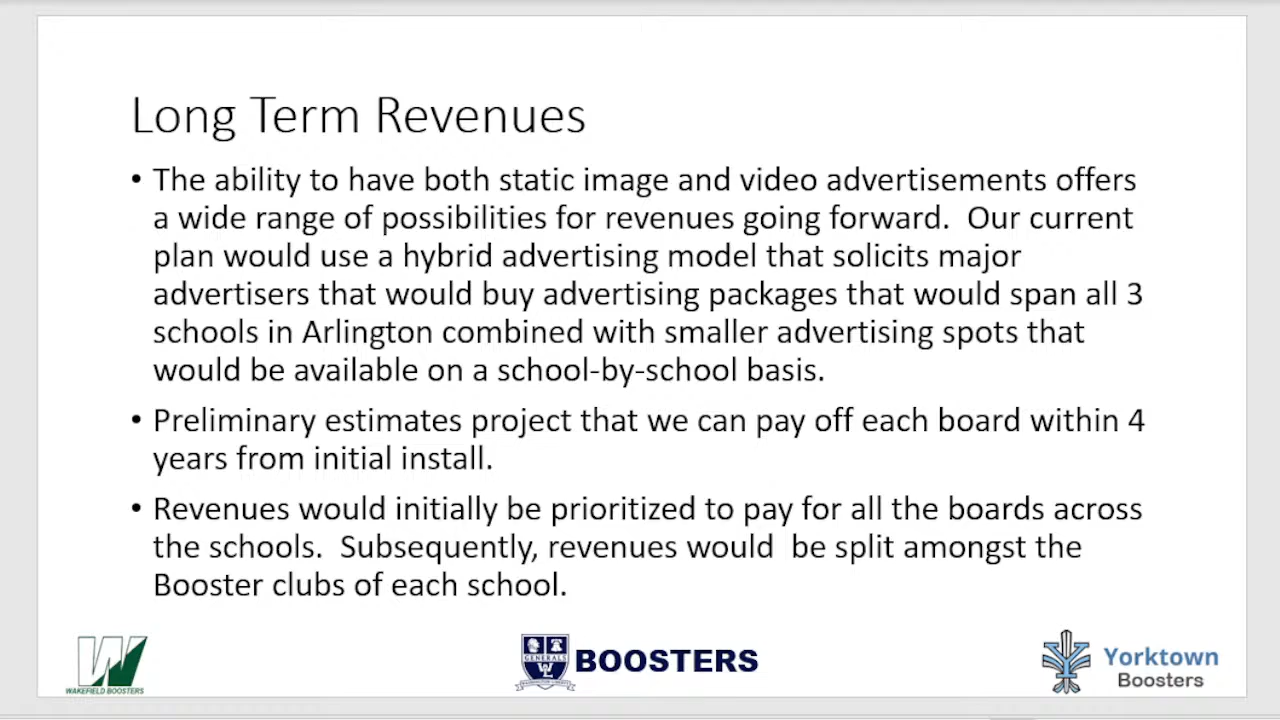 Long Term Revenues
• The ability to have both static image and video advertisements offers
a wide range of possibilities for revenues going forward.  Our current
plan would use a hybrid advertising model that solicits major
advertisers that would buy advertising packages that would span all 3
schools in Arlington combined with smaller advertising spots that
would be available on a school-by-school basis.
• Preliminary estimates project that we can pay off each board within 4
years from initial install.
• Revenues would initially be prioritized to pay for all the boards across
the schools.  Subsequently, revenues would  be split amongst the
Booster clubs of each school.
W
WAKEFIELD BOOSTERS
GENERALS
WL
BOOSTERS
Yorktown
Boosters